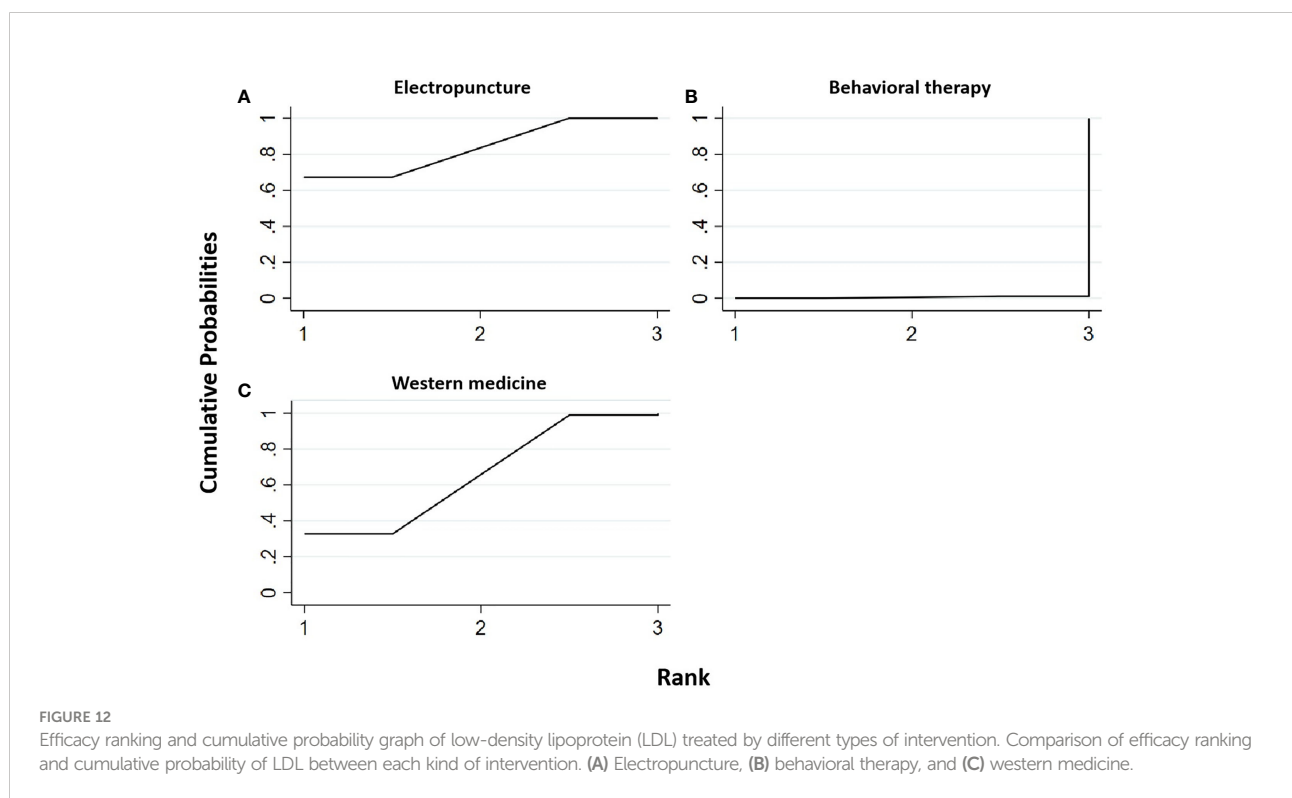 A
Electropuncture
1
.8
.6
.4
.2
0
1
2
3
B
Behavioral therapy
1
.8
.6
.4
.2
0
1
2
3
Cumulative Probabilities
C
Western medicine
1
.8
.6
.4
.2
0
1
2
3
Rank
FIGURE 12
Efficacy ranking and cumulative probability graph of low-density lipoprotein (LDL) treated by different types of intervention. Comparison of efficacy ranking
and cumulative probability of LDL between each kind of intervention. (A) Electropuncture, (B) behavioral therapy, and (C) western medicine.